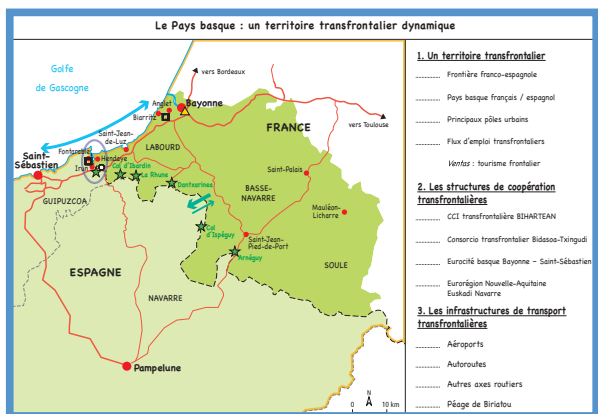 Le Pays basque : un territoire transfrontalier dynamique
Golfe
de Gascogne
vers Bordeaux
Anglet
Bayonne
Biarritz
FRANCE
vers Toulouse
Saint-Jean-
de-Luz
LABOURD
Fontarrabie
Hendaye
Saint-
Sébastien
Irun
Col d'Ibardin
La Rhune
Dantxarinea
Saint-Palais
BASSE-
NAVARRE
GUIPUZCOA
Mauléon-
Licharre
Col
d'Ispéguy
Saint-Jean-
Pied-de-Port
Arnéguy
SOULE
ESPAGNE
NAVARRE
Pampelune
N
0 10 km
1. Un territoire transfrontalier
............ Frontière franco-espagnole
............ Pays basque français / espagnol
............ Principaux pôles urbains
............ Flux d'emploi transfrontaliers
Ventas : tourisme frontalier
2. Les structures de coopération
transfrontalières
............ CCI transfrontalière BIHARTEAN
............ Consorcio transfrontalier Bidasoa-Txingudi
............ Eurocité basque Bayonne – Saint-Sébastien
............ Eurorégion Nouvelle-Aquitaine
Euskadi Navarre
3. Les infrastructures de transport
transfrontalières
............ Aéroports
............ Autoroutes
............ Autres axes routiers
............ Péage de Biriatou